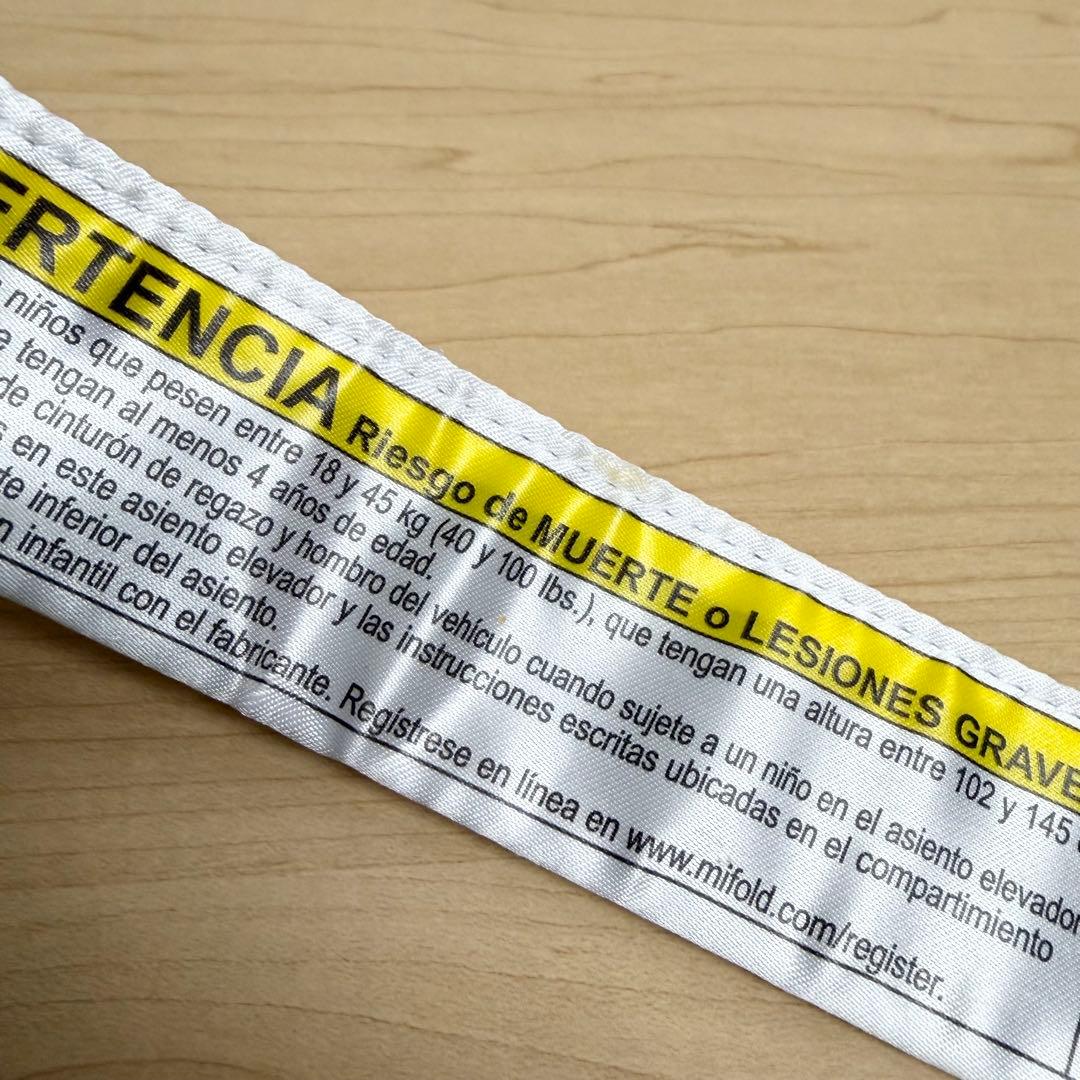 ERTENCIA Riesgo de MUERTE o LESIONES GRAVE
niños que pesen entre 18 y 45 kg (40 y 100 lbs.), que tengan una altura entre 102 y 145
e tengan al menos 4 años de edad.
de cinturón de regazo y hombro del vehículo cuando sujete a un niño en el asiento elevador
s en este asiento elevador y las instrucciones escritas ubicadas en el compartimiento
te inferior del asiento.
n infantil con el fabricante. Regístrese en línea en www.mifold.com/register.